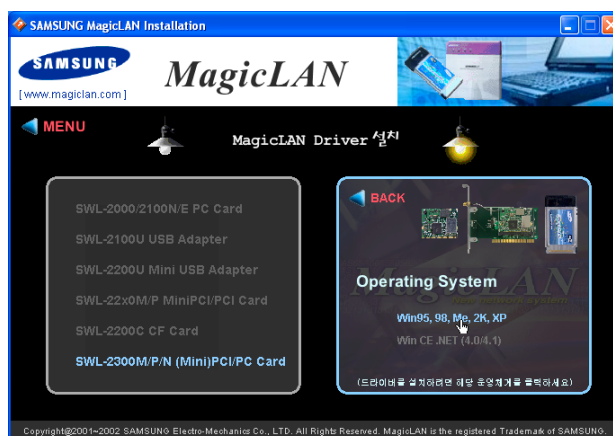 SAMSUNG MagicLAN Installation
SAMSUNG
MagicLAN
[www.magiclan.com]
MENU
MagicLAN Driver 설치
SWL-2000/2100N/E PC Card
SWL-2100U USB Adapter
SWL-2200U Mini USB Adapter
SWL-22x0M/P MiniPCI/PCI Card
SWL-2200C CF Card
SWL-2300M/P/N (Mini)PCI/PC Card
BACK
MagicLAN
Operating System
Win95, 98, Me, 2K, XP
Win CE .NET (4.0/4.1)
(드라이버를 설치하려면 해당 운영체제를 클릭하세요)
Copyright@2001~2002 SAMSUNG Electro-Mechanics Co., LTD. All Rights Reserved. MagicLAN is the registered Trademark of SAMSUNG.